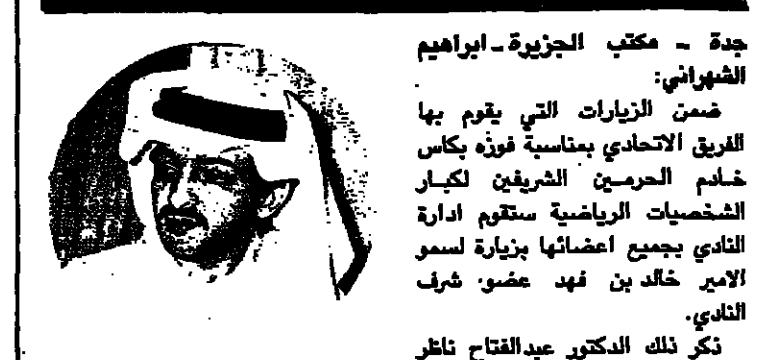 جدة - مكتب الجزيرة - ابراهيم
الشهراني:
ضمن الزيارات التي يقوم بها
الفريق الاتحادي بمناسبة فوزه بكاس
خادم الحرمين الشريفين لكبار
الشخصيات الرياضية ستقوم ادارة
النادي بجميع اعضائها بزيارة لسمو
الامير خالد بن فهد عضو شرف
النادي.
ذكر ذلك الدكتور عبدالفتاح ناظر